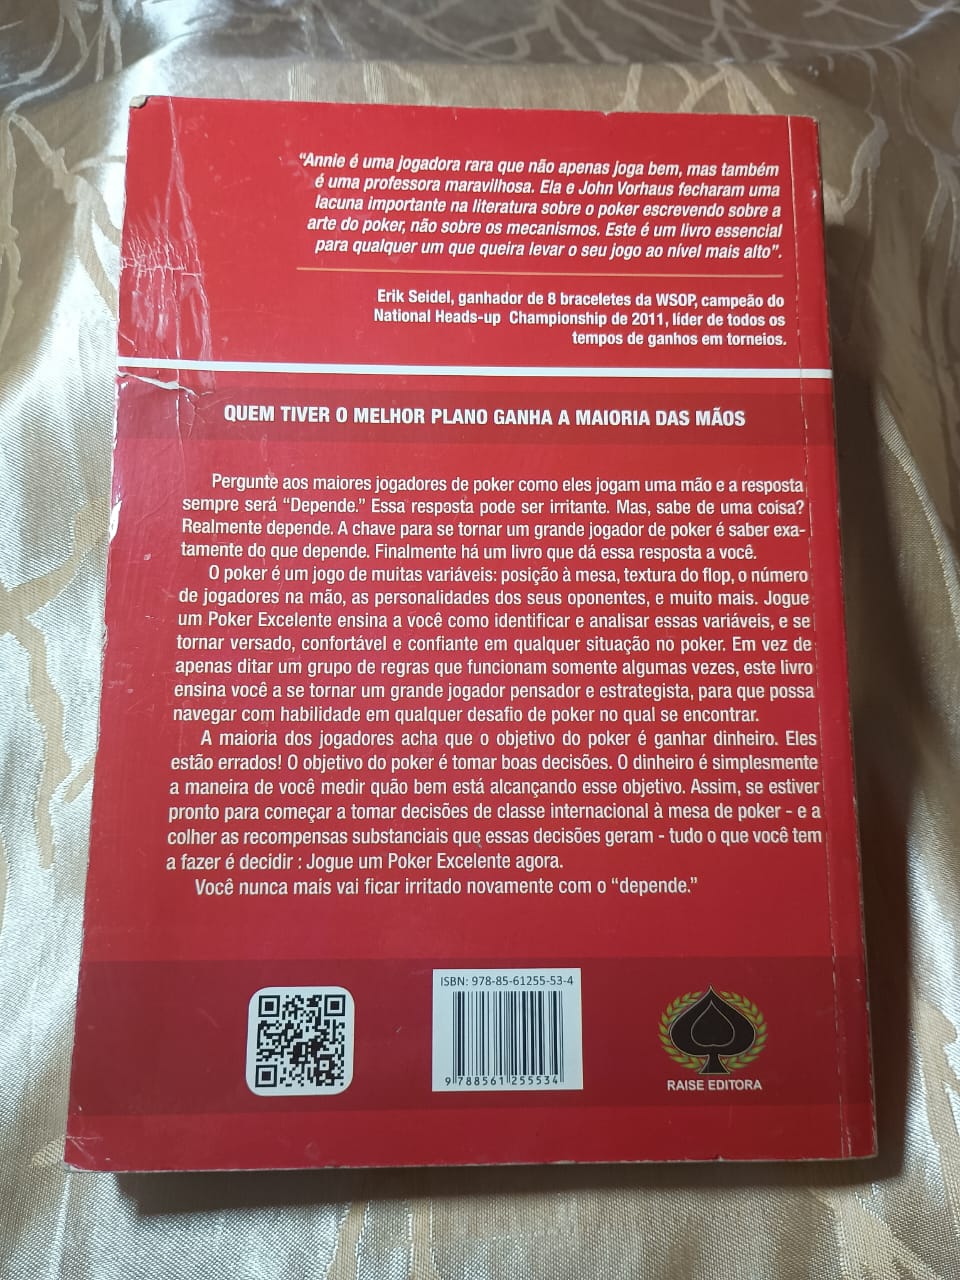 “Annie é uma jogadora rara que não apenas joga bem, mas também
é uma professora maravilhosa. Ela e John Vorhaus fecharam uma
lacuna importante na literatura sobre o poker escrevendo sobre a
arte do poker, não sobre os mecanismos. Este é um livro essencial
para qualquer um que queira levar o seu jogo ao nível mais alto”.
Erik Seidel, ganhador de 8 braceletes da WSOP, campeão do
National Heads-up Championship de 2011, líder de todos os
tempos de ganhos em torneios.
QUEM TIVER O MELHOR PLANO GANHA A MAIORIA DAS MÃOS
Pergunte aos maiores jogadores de poker como eles jogam uma mão e a resposta
sempre será “Depende.” Essa resposta pode ser irritante. Mas, sabe de uma coisa?
Realmente depende. A chave para se tornar um grande jogador de poker é saber exa-
tamente do que depende. Finalmente há um livro que dá essa resposta a você.
O poker é um jogo de muitas variáveis: posição à mesa, textura do flop, o número
de jogadores na mão, as personalidades dos seus oponentes, e muito mais. Jogue
um Poker Excelente ensina a você como identificar e analisar essas variáveis, e se
tornar versado, confortável e confiante em qualquer situação no poker. Em vez de
apenas ditar um grupo de regras que funcionam somente algumas vezes, este livro
ensina você a se tornar um grande jogador pensador e estrategista, para que possa
navegar com habilidade em qualquer desafio de poker no qual se encontrar.
A maioria dos jogadores acha que o objetivo do poker é ganhar dinheiro. Eles
estão errados! O objetivo do poker é tomar boas decisões. O dinheiro é simplesmente
a maneira de você medir quão bem está alcançando esse objetivo. Assim, se estiver
pronto para começar a tomar decisões de classe internacional à mesa de poker - e a
colher as recompensas substanciais que essas decisões geram - tudo o que você tem
a fazer é decidir : Jogue um Poker Excelente agora.
Você nunca mais vai ficar irritado novamente com o “depende.”
ISBN: 978-85-61255-53-4
9 788561 255534
RAISE EDITORA